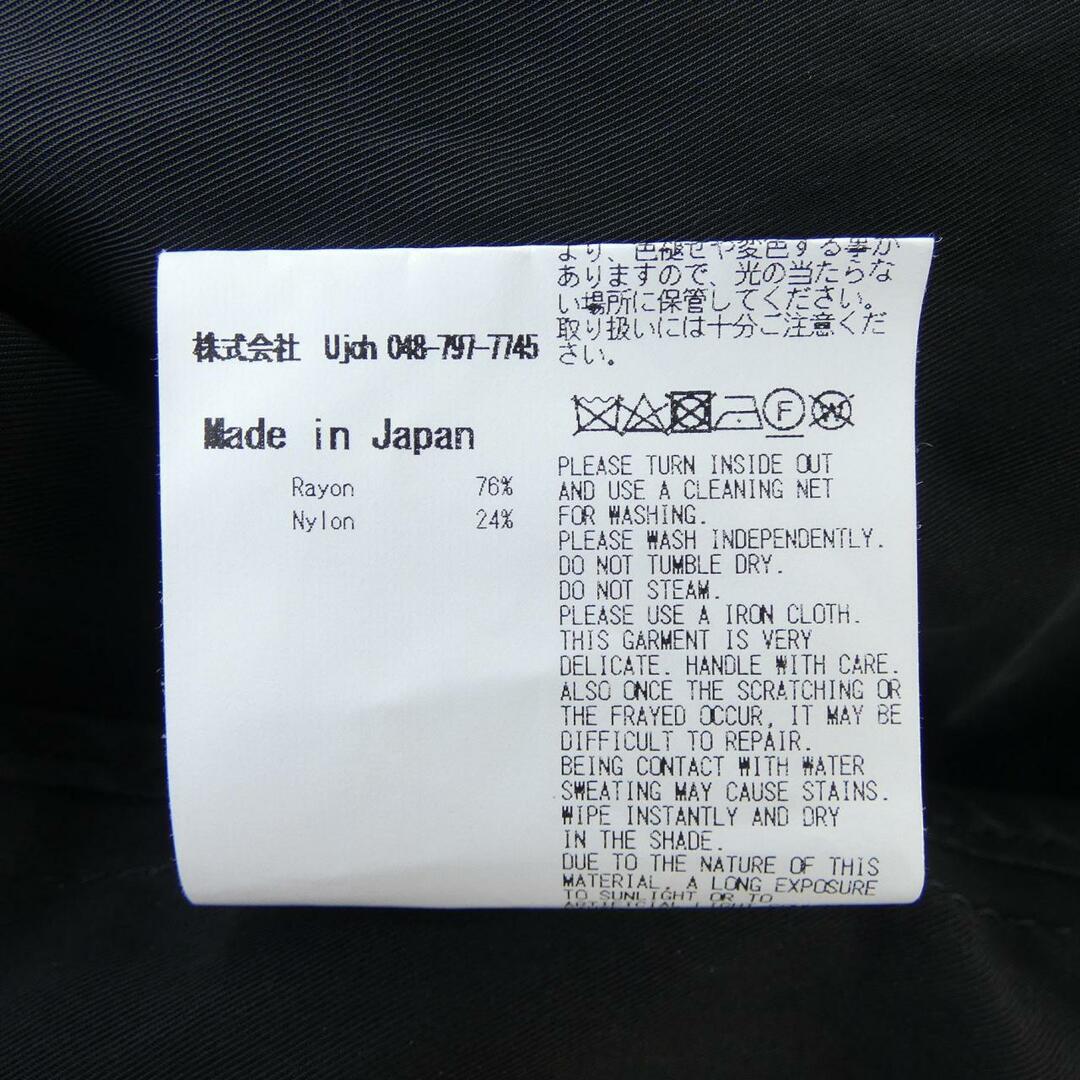 株式会社 Ujoh 048-797-7745
Made in Japan
Rayon 76%
Nylon 24%
より、色褪せや変色する事が
ありますので、光の当たらな
い場所に保管してください。
取り扱いには十分ご注意くだ
さい。
F W
PLEASE TURN INSIDE OUT
AND USE A CLEANING NET
FOR WASHING.
PLEASE WASH INDEPENDENTLY.
DO NOT TUMBLE DRY.
DO NOT STEAM.
PLEASE USE A IRON CLOTH.
THIS GARMENT IS VERY
DELICATE. HANDLE WITH CARE.
ALSO ONCE THE SCRATCHING OR
THE FRAYED OCCUR, IT MAY BE
DIFFICULT TO REPAIR.
BEING CONTACT WITH WATER
SWEATING MAY CAUSE STAINS.
WIPE INSTANTLY AND DRY
IN THE SHADE.
DUE TO THE NATURE OF THIS
MATERIAL, A LONG EXPOSURE
TO SUNLIGHT OR TO